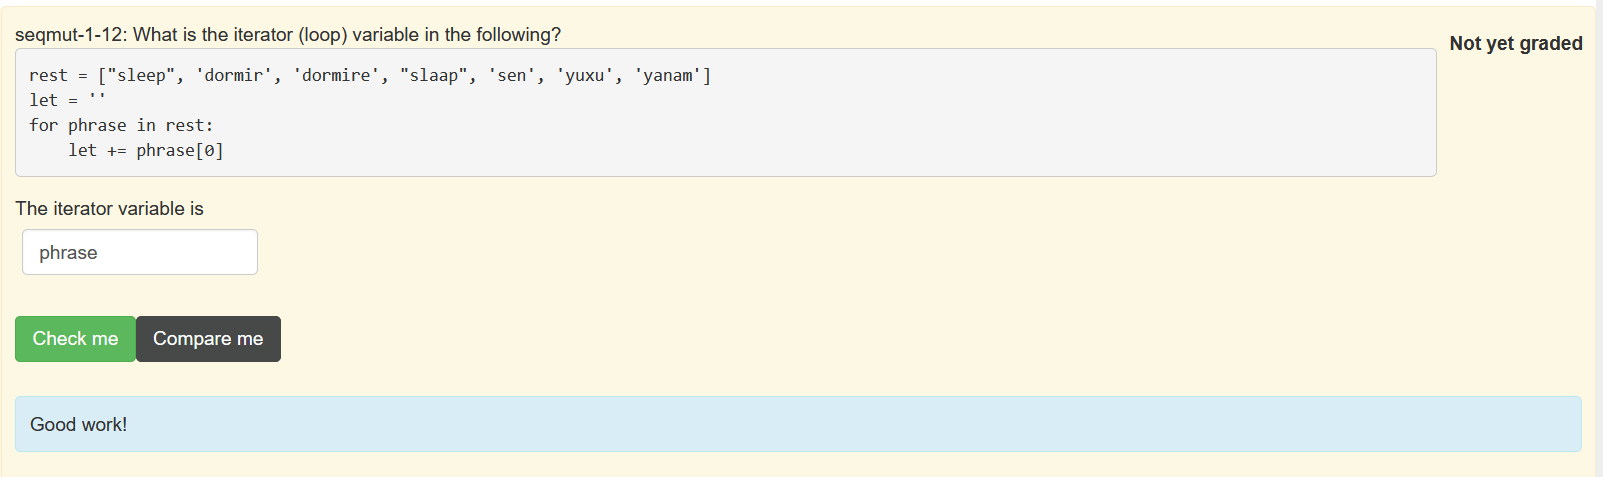 seqmut-1-12: What is the iterator (loop) variable in the following?
Not yet graded
rest = ["sleep", 'dormir', 'dormire', "slaap", 'sen', 'yuxu', 'yanam']
let = ''
for phrase in rest:
    let += phrase[0]
The iterator variable is
phrase
Check me Compare me
Good work!